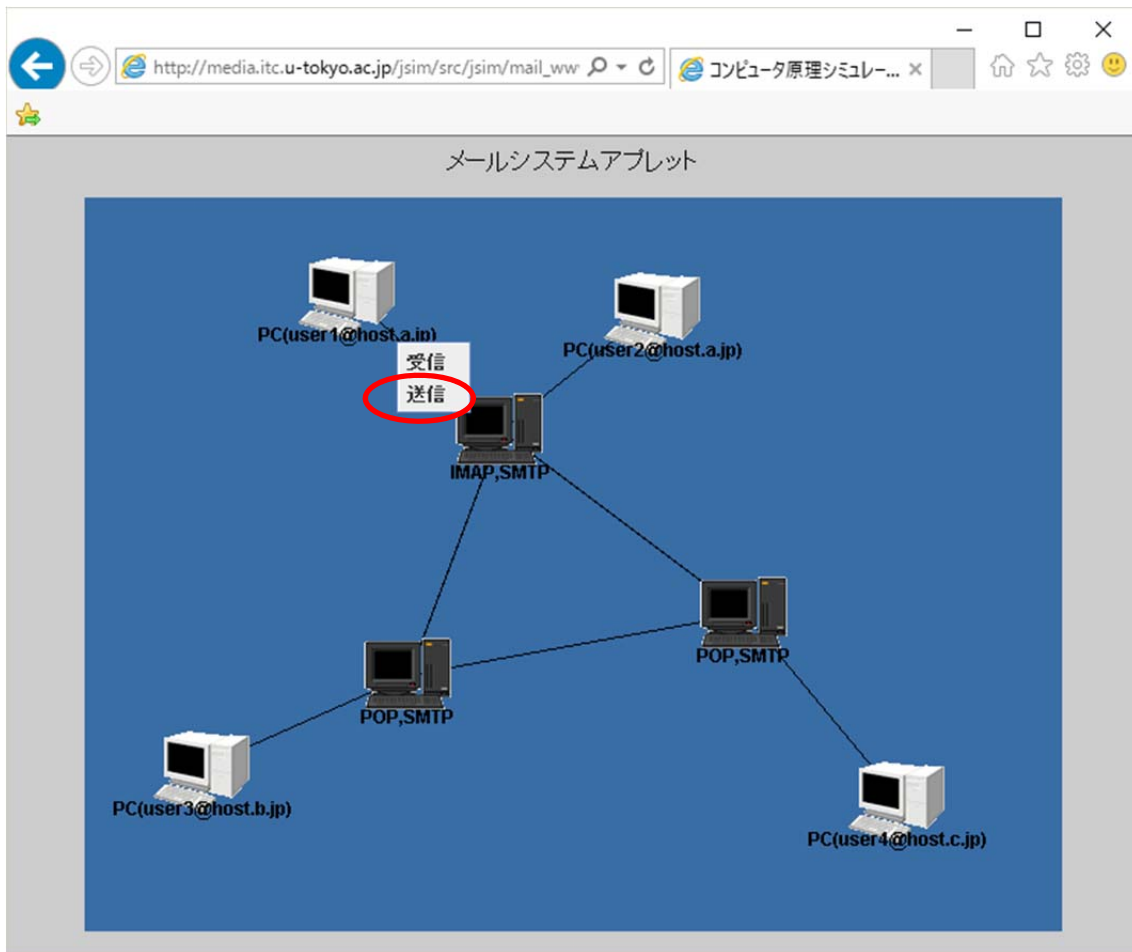 http://media.itc.u-tokyo.ac.jp/jsim/src/jsim/mail_ww
コンピュータ原理シミュレー...
メールシステムアプレット
PC(user1@host.a.jp)
PC(user2@host.a.jp)
受信
送信
IMAP,SMTP
POP,SMTP
POP,SMTP
PC(user3@host.b.jp)
PC(user4@host.c.jp)